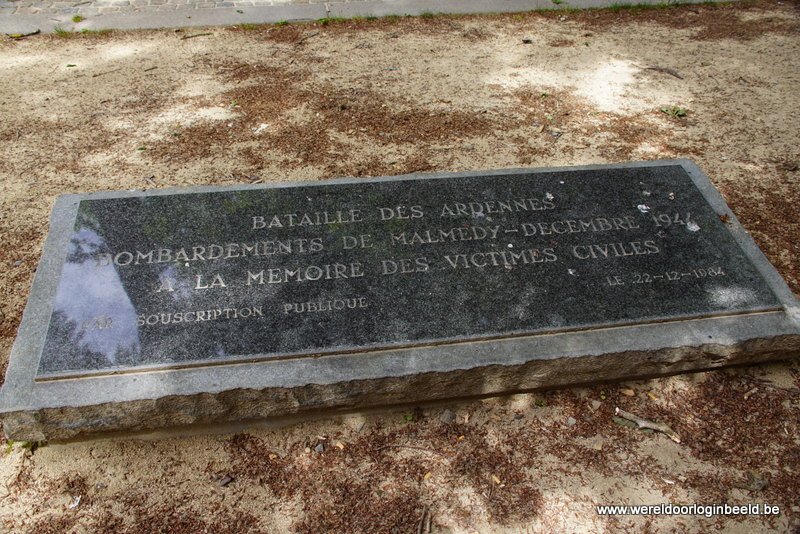 BATAILLE DES ARDENNES
BOMBARDEMENTS DE MALMEDY – DECEMBRE 1944
A LA MEMOIRE DES VICTIMES CIVILES
PAR SOUSCRIPTION PUBLIQUE LE 22-12-1984
www.wereldoorloginbeeld.be